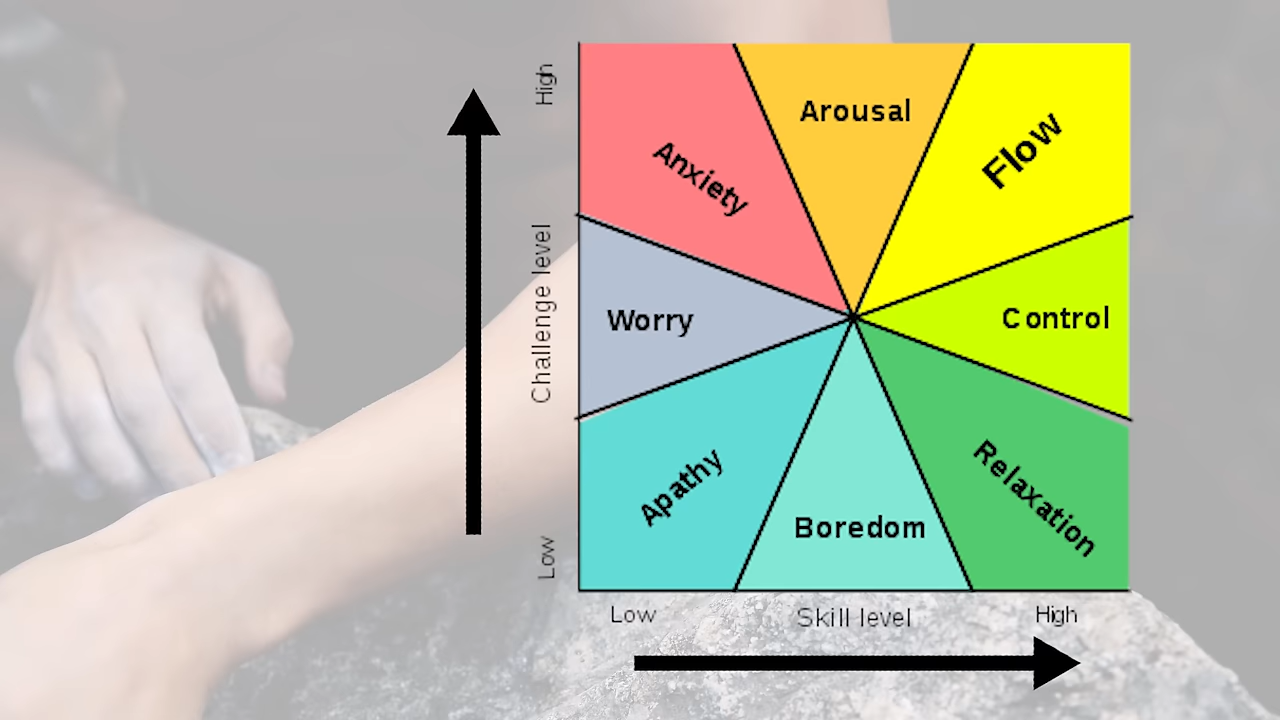 High
Challenge level
Low
Anxiety
Arousal
Flow
Worry
Control
Apathy
Boredom
Relaxation
Low
Skill level
High